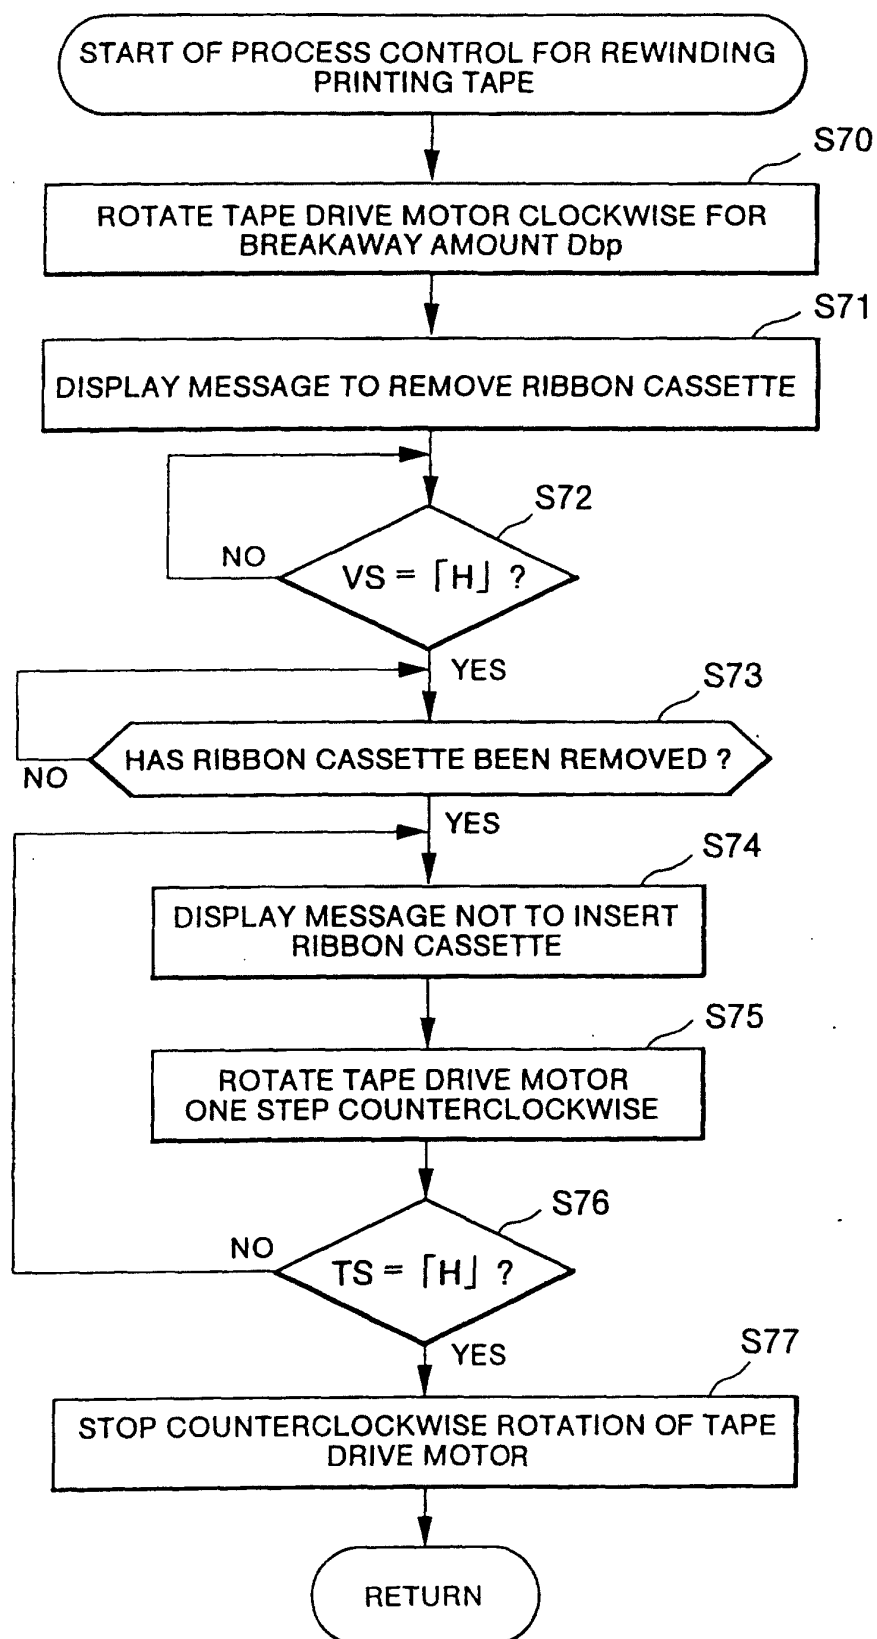 START OF PROCESS CONTROL FOR REWINDING
PRINTING TAPE
S70
ROTATE TAPE DRIVE MOTOR CLOCKWISE FOR
BREAKAWAY AMOUNT Dbp
S71
DISPLAY MESSAGE TO REMOVE RIBBON CASSETTE
S72
NO
VS = ⌈H⌋ ?
YES
S73
HAS RIBBON CASSETTE BEEN REMOVED ?
NO
YES
S74
DISPLAY MESSAGE NOT TO INSERT
RIBBON CASSETTE
S75
ROTATE TAPE DRIVE MOTOR
ONE STEP COUNTERCLOCKWISE
S76
NO
TS = ⌈H⌋ ?
YES
S77
STOP COUNTERCLOCKWISE ROTATION OF TAPE
DRIVE MOTOR
RETURN